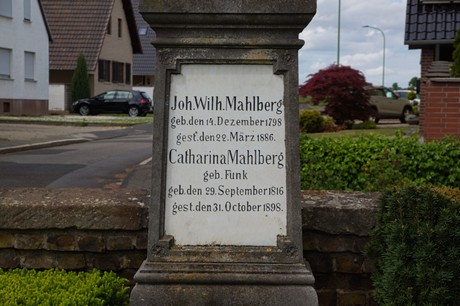 Joh. Wilh. Mahlberg
geb. den 14. Dezember 1798
gest. den 22. März 1886.
Catharina Mahlberg
geb. Funk
geb. den 29. September 1816
gest. den 31. October 1898.